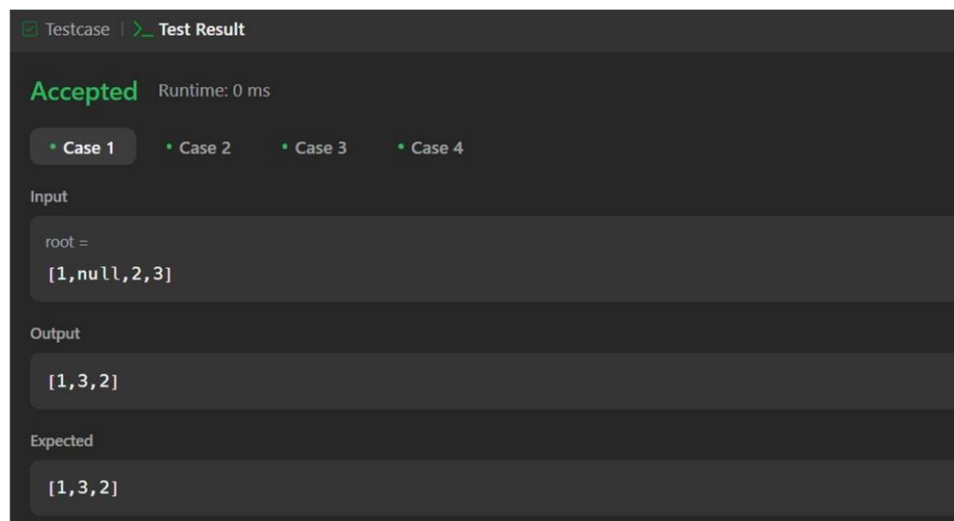 Testcase | >_ Test Result
Accepted Runtime: 0 ms
• Case 1 • Case 2 • Case 3 • Case 4
Input
root =
[1,null,2,3]
Output
[1,3,2]
Expected
[1,3,2]